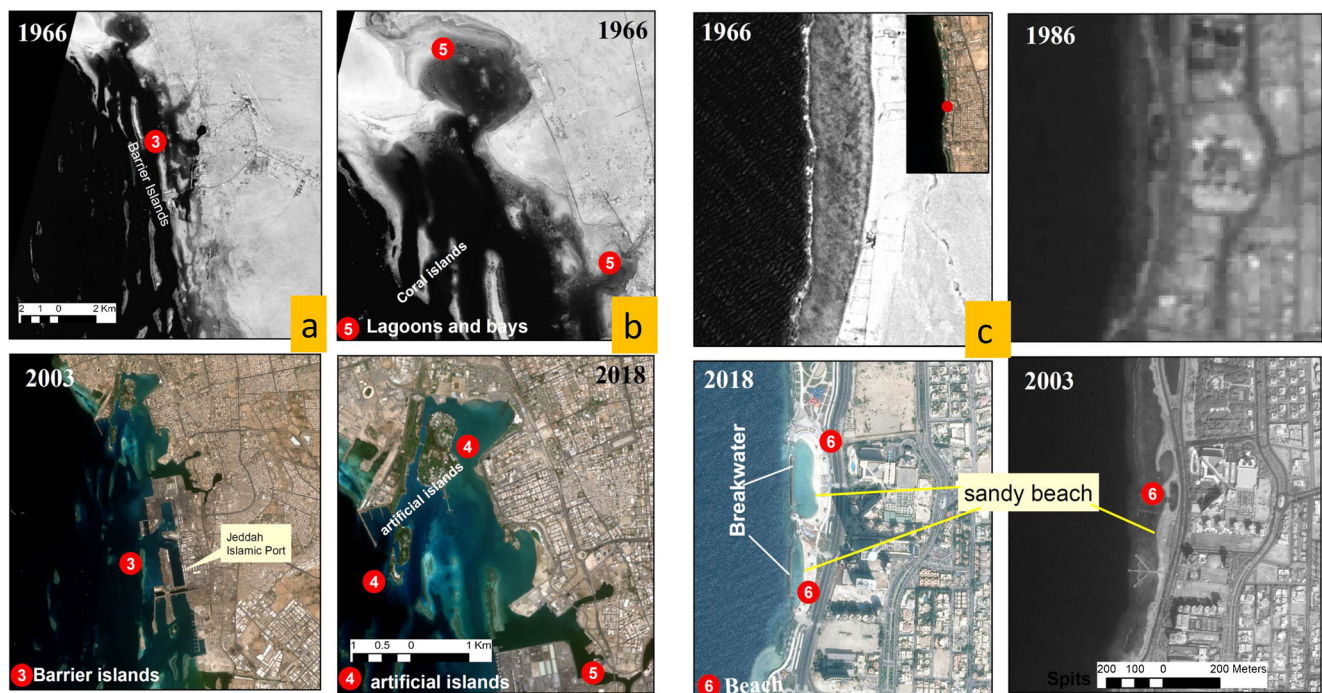 1966
3
Barrier Islands
2 1 0 2 Km
a
1966
5
Coral islands
5
5 Lagoons and bays
b
2003
3
Jeddah
Islamic Port
3 Barrier islands
2018
4
artificial islands
4
1 0.5 0 1 Km
5
4 artificial islands
1966
1986
c
2018
6
Breakwater
sandy beach
6
6 Beach
2003
6
Spits
200 100 0 200 Meters